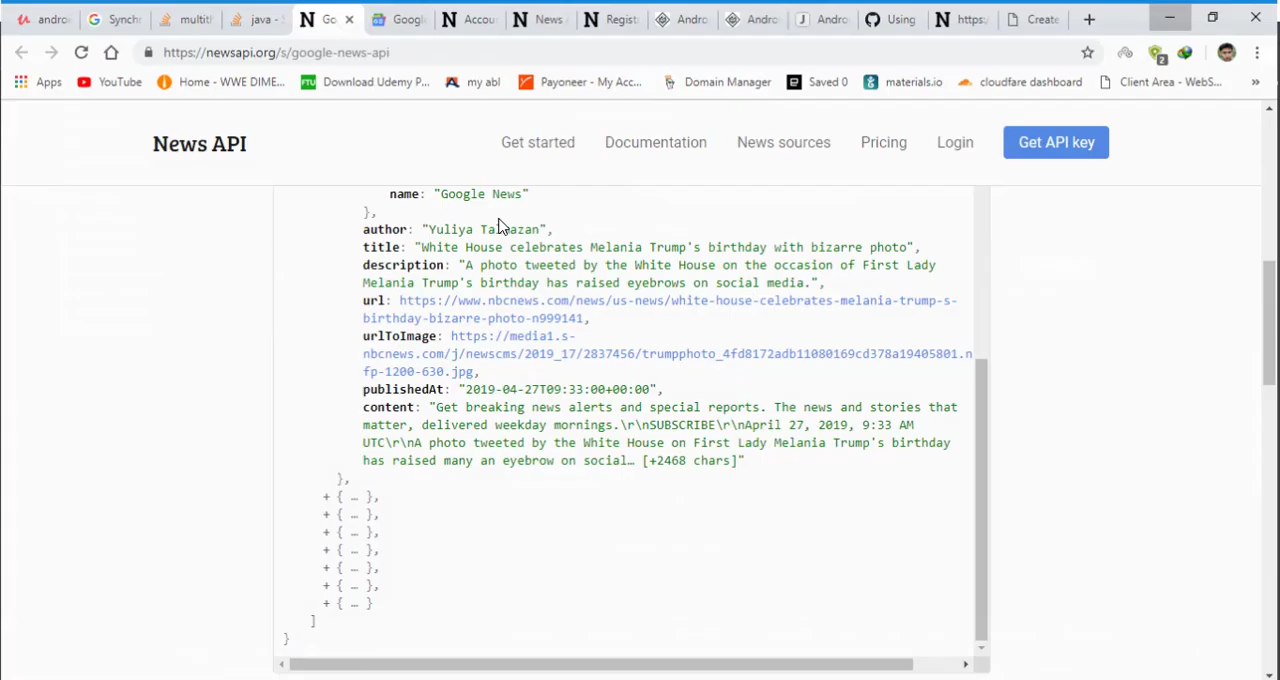 andro
Synchr
multitl
java -
Go
Google
Accou
News
Regist
Andro
Andro
Andro
Using
https:
Create
https://newsapi.org/s/google-news-api
Apps
YouTube
Home - WWE DIME...
FTU
Download Udemy P...
my abl
Payoneer - My Acc...
Domain Manager
Saved 0
materials.io
cloudfare dashboard
Client Area - WebS...
»
News API
Get started
Documentation
News sources
Pricing
Login
Get API key
name: "Google News"
},
author: "Yuliya
title: "White House celebrates Melania Trump's birthday with bizarre photo",
description: "A photo tweeted by the White House on the occasion of First Lady
Melania Trump's birthday has raised eyebrows on social media.",
url: https://www.nbcnews.com/news/us-news/white-house-celebrates-melania-trump-s-
birthday-bizarre-photo-n999141,
urlToImage: https://media1.s-
nbcnews.com/j/newscms/2019_17/2837456/trumpphoto_4fd8172adb11080169cd378a19405801.n
fp-1200-630.jpg,
publishedAt: "2019-04-27T09:33:00+00:00",
content: "Get breaking news alerts and special reports. The news and stories that
matter, delivered weekday mornings.\r\nSUBSCRIBE\r\nApril 27, 2019, 9:33 AM
UTC\r\nA photo tweeted by the White House on First Lady Melania Trump's birthday
has raised many an eyebrow on social… [+2468 chars]"
},
+ { … },
+ { … },
+ { … },
+ { … },
+ { … },
+ { … },
+ { … }
]
}